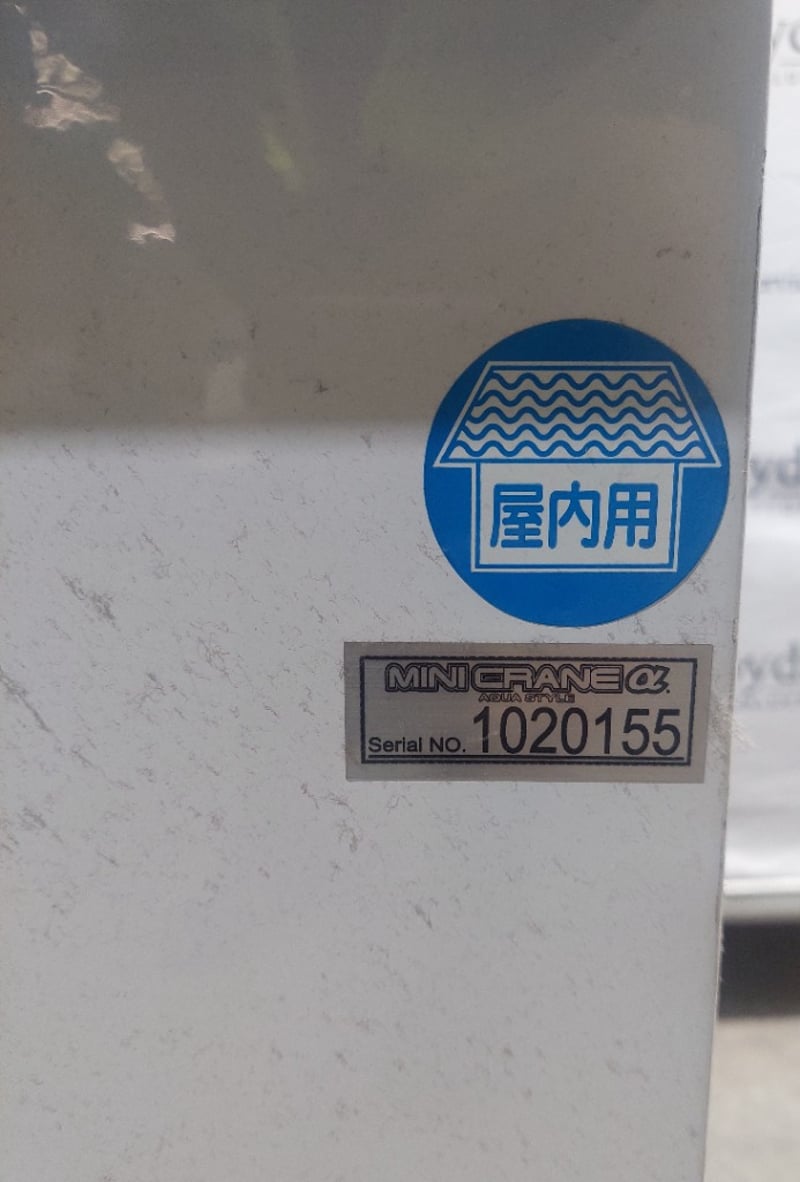 屋内用
MINI CRANE α.
AQUA STYLE
Serial NO. 1020155